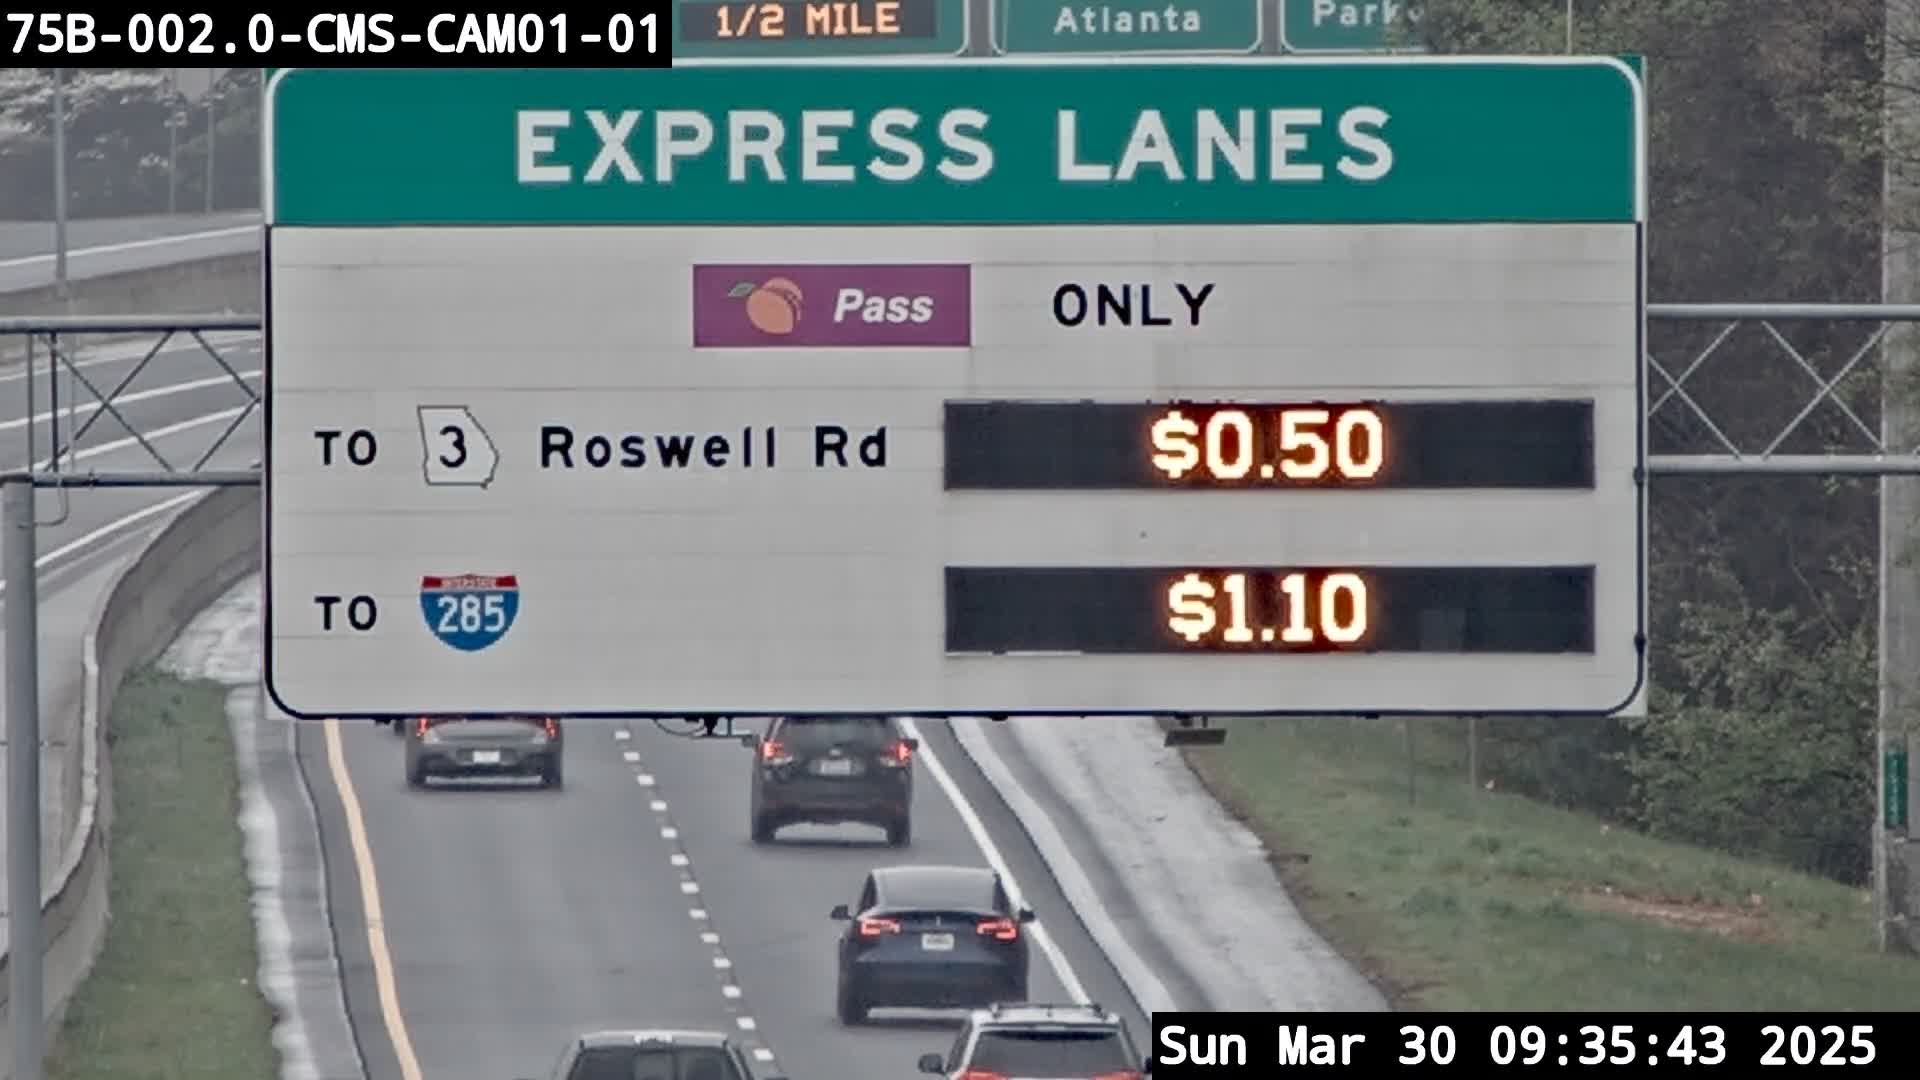 75B-002.0-CMS-CAM01-01
1/2 MILE
Atlanta
EXPRESS LANES
Pass ONLY
TO 3 Roswell Rd $0.50
TO INTERSTATE 285 $1.10
Sun Mar 30 09:35:43 2025